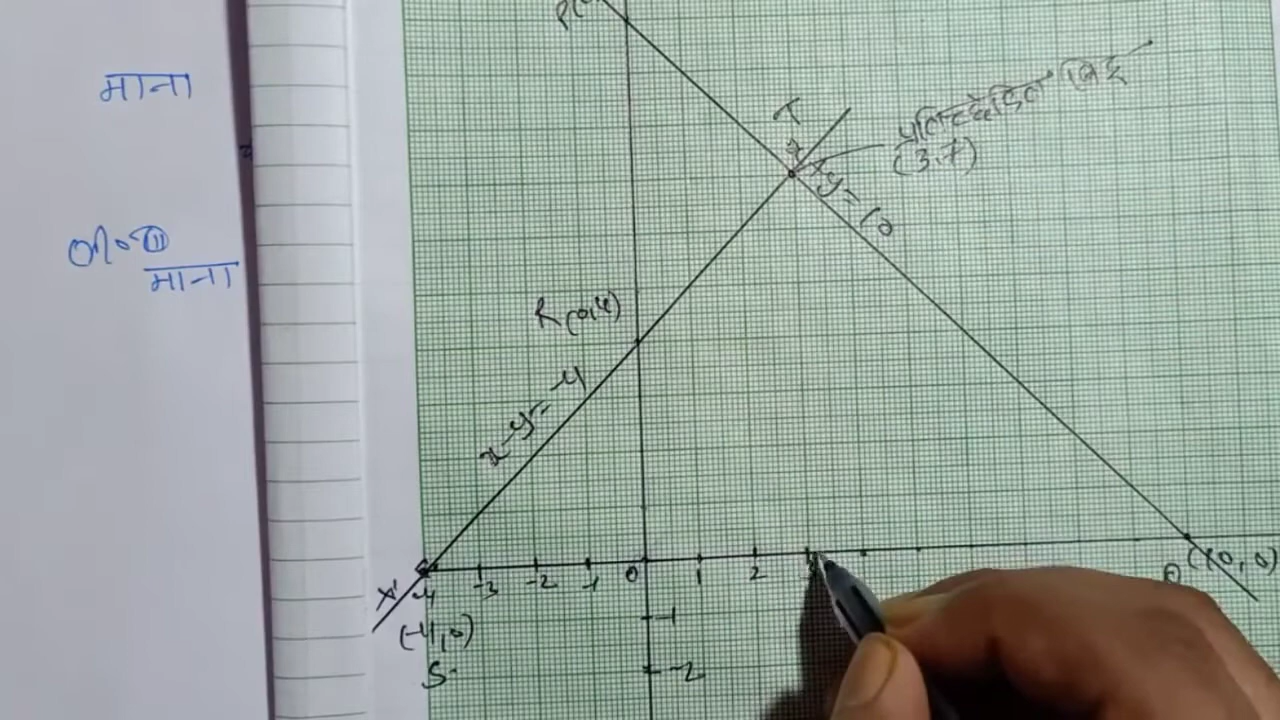 माना
माना
P(
T
(3.7)
x+y=10
R(0,4)
x-y=-4
X' -4 -3 -2 -1 0 1 2
(-4,0)
S
Q (10,0)
-1
-2